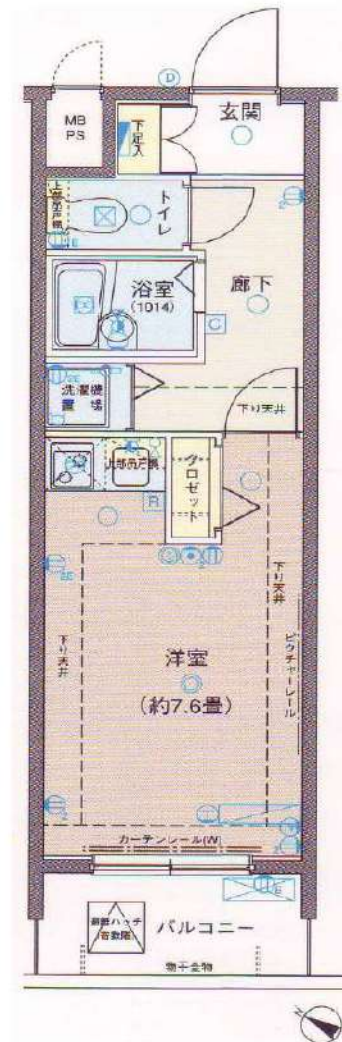 D
MB
PS
下足入
玄関
トイレ
廊下
浴室
(1014)
C
洗濯機
置場
下り天井
クロゼット
R
下り天井
下り天井
ピクチャーレール
洋室
(約7.6畳)
カーテンレール(W)
避難ハッチ
(奇数階)
バルコニー
物干金物
N